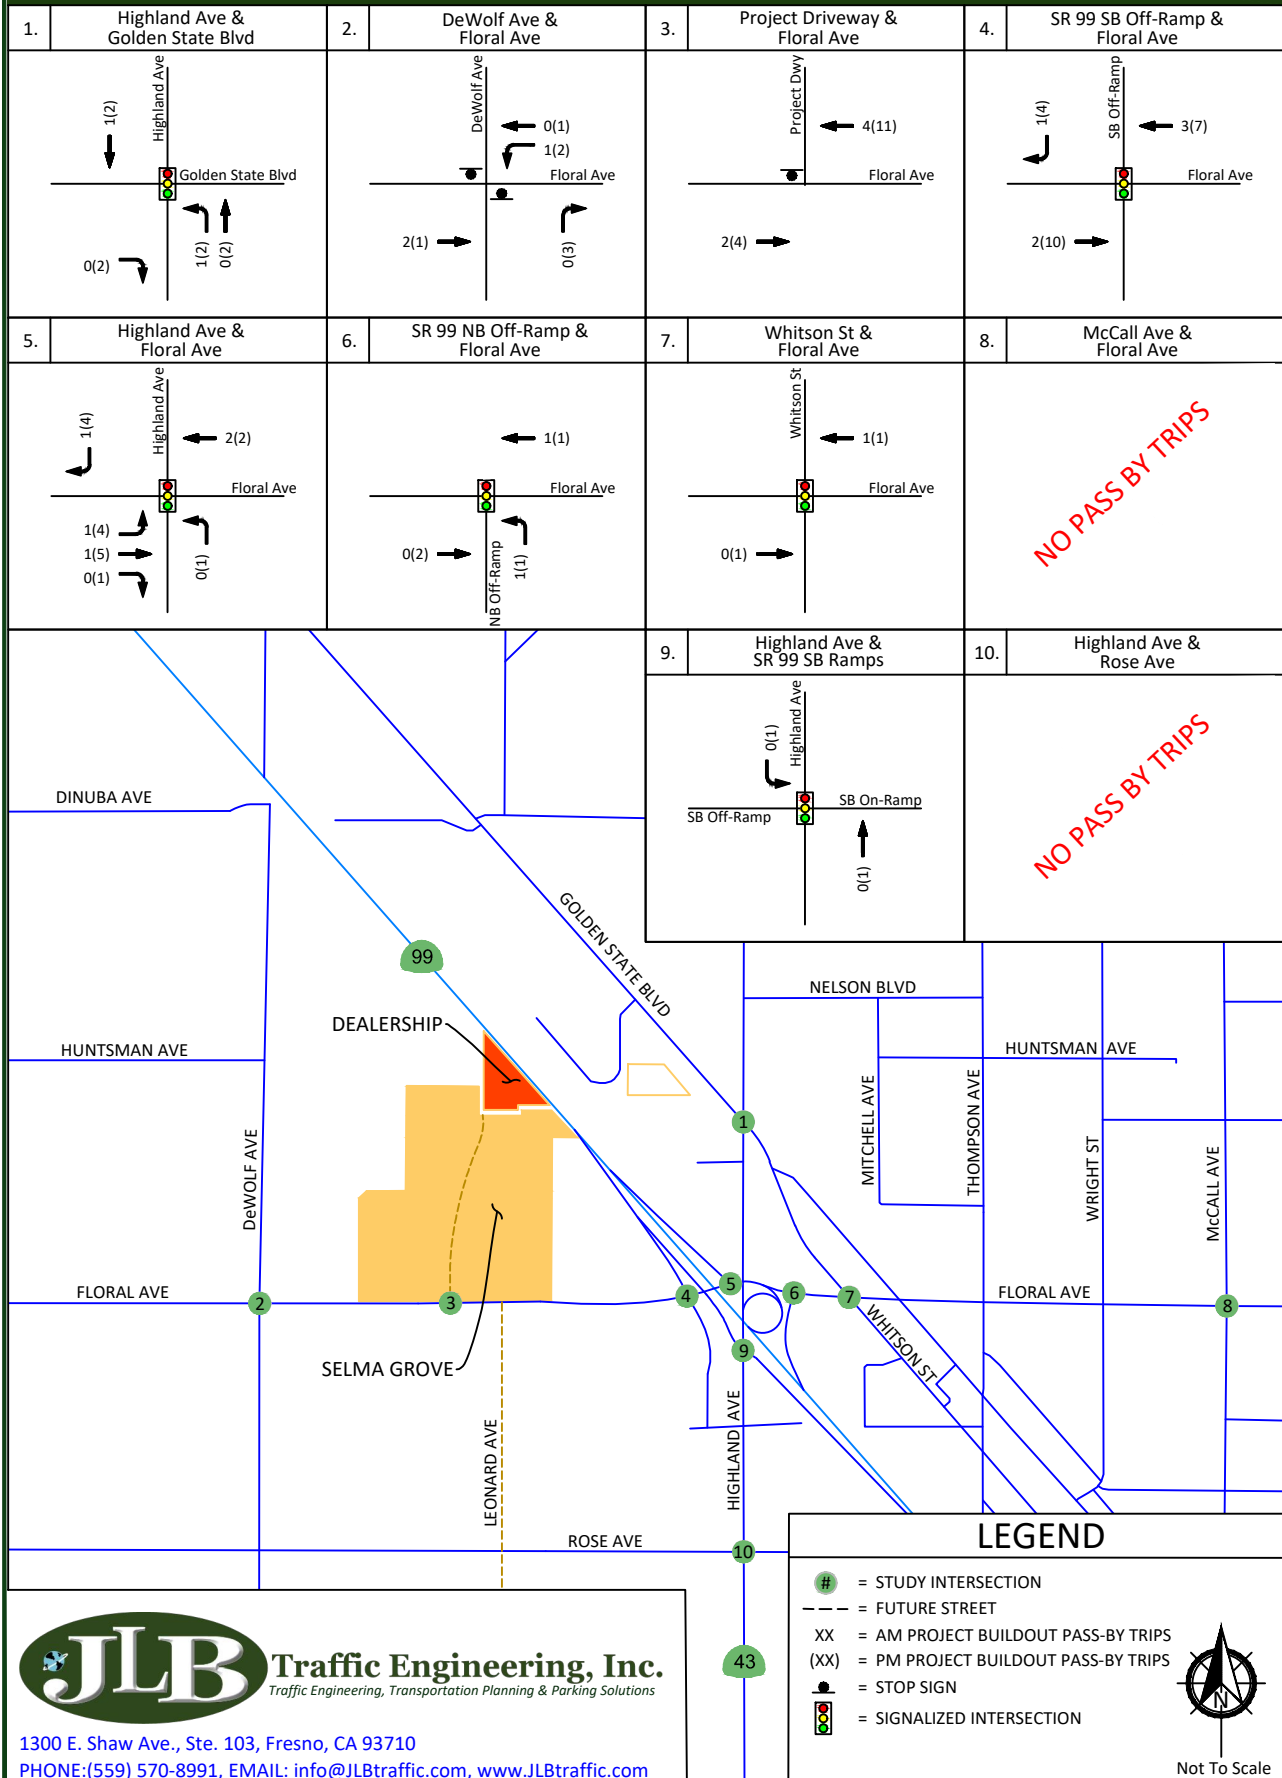 1.
Highland Ave &
Golden State Blvd
1(2)
Highland Ave
Golden State Blvd
0(2)
1(2)
0(2)
2.
DeWolf Ave &
Floral Ave
DeWolf Ave
0(1)
1(2)
Floral Ave
2(1)
0(3)
3.
Project Driveway &
Floral Ave
Project Dwy
4(11)
Floral Ave
2(4)
4.
SR 99 SB Off-Ramp &
Floral Ave
1(4)
SB Off-Ramp
3(7)
Floral Ave
2(10)
5.
Highland Ave &
Floral Ave
1(4)
Highland Ave
2(2)
Floral Ave
1(4)
1(5)
0(1)
0(1)
6.
SR 99 NB Off-Ramp &
Floral Ave
1(1)
Floral Ave
0(2)
NB Off-Ramp
1(1)
7.
Whitson St &
Floral Ave
Whitson St
1(1)
Floral Ave
0(1)
8.
McCall Ave &
Floral Ave
NO PASS BY TRIPS
9.
Highland Ave &
SR 99 SB Ramps
0(1)
Highland Ave
SB On-Ramp
SB Off-Ramp
0(1)
10.
Highland Ave &
Rose Ave
NO PASS BY TRIPS
DINUBA AVE
99
GOLDEN STATE BLVD
NELSON BLVD
DEALERSHIP
HUNTSMAN AVE
HUNTSMAN AVE
1
MITCHELL AVE
THOMPSON AVE
WRIGHT ST
McCALL AVE
DeWOLF AVE
FLORAL AVE
2
3
4
5
6
7
FLORAL AVE
8
9
WHITSON ST
SELMA GROVE
HIGHLAND AVE
LEONARD AVE
ROSE AVE
10
43
LEGEND
# = STUDY INTERSECTION
= FUTURE STREET
XX = AM PROJECT BUILDOUT PASS-BY TRIPS
(XX) = PM PROJECT BUILDOUT PASS-BY TRIPS
= STOP SIGN
= SIGNALIZED INTERSECTION
N
Not To Scale
JLB
Traffic Engineering, Inc.
Traffic Engineering, Transportation Planning & Parking Solutions
1300 E. Shaw Ave., Ste. 103, Fresno, CA 93710
PHONE:(559) 570-8991, EMAIL: info@JLBtraffic.com, www.JLBtraffic.com